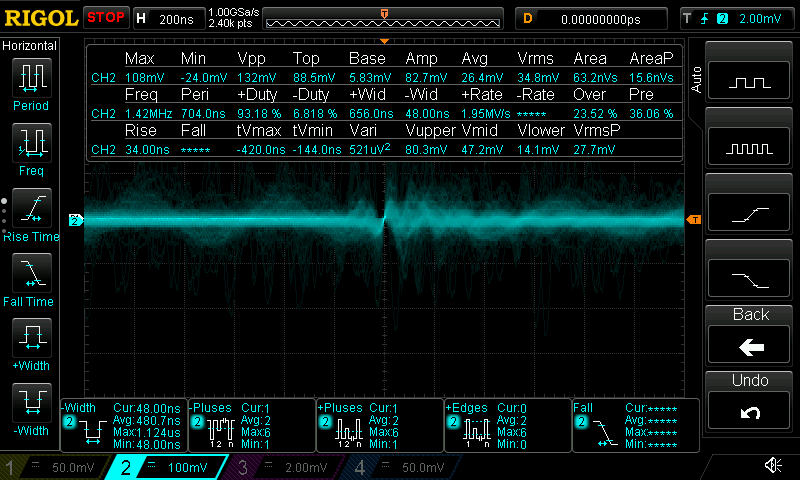 RIGOL STOP H 200ns 1.00GSa/s 2.40k pts T D 0.00000000ps T 2 2.00mV
Horizontal
Period
Freq
Rise Time
Fall Time
+Width
-Width
Max Min Vpp Top Base Amp Avg Vrms Area AreaP
CH2 108mV -24.0mV 132mV 88.5mV 5.83mV 82.7mV 26.4mV 34.8mV 63.2nVs 15.6nVs
Freq Peri +Duty -Duty +Wid -Wid +Rate -Rate Over Pre
CH2 1.42MHz 704.0ns 93.18 % 6.818 % 656.0ns 48.00ns 1.95MV/s ***** 23.52 % 36.06 %
Rise Fall tVmax tVmin Vari Vupper Vmid Vlower VrmsP
CH2 34.00ns ***** -420.0ns -144.0ns 521uV² 80.3mV 47.2mV 14.1mV 27.7mV
2
T
Auto
Back
Undo
-Width
2
Cur:48.00ns
Avg:480.7ns
Max:1.124us
Min:48.00ns
-Pluses
2
1 2 n
Cur:1
Avg:2
Max:6
Min:1
+Pluses
2
1 2 n
Cur:1
Avg:2
Max:6
Min:1
+Edges
2
1 2 n
Cur:0
Avg:2
Max:6
Min:0
Fall
2
Cur:*****
Avg:*****
Max:*****
Min:*****
1 50.0mV 2 100mV 3 2.00mV 4 50.0mV